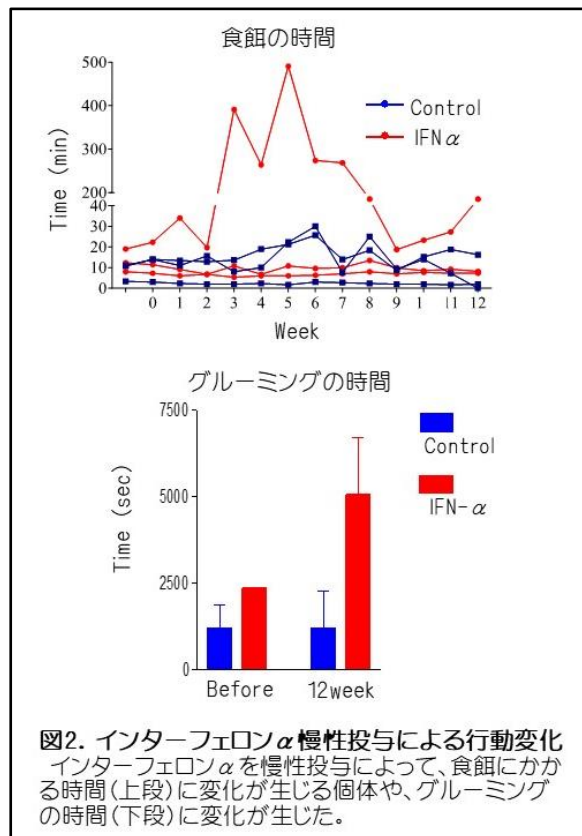 食餌の時間
500
400
300
200
40
30
20
10
0
Time (min)
Control
IFNα
0 1 2 3 4 5 6 7 8 9 1 11 12
Week
グルーミングの時間
7500
5000
2500
0
Time (sec)
Control
IFN-α
Before 12week
図2. インターフェロンα慢性投与による行動変化
インターフェロンαを慢性投与によって、食餌にかか
る時間(上段)に変化が生じる個体や、グルーミング
の時間(下段)に変化が生じた。